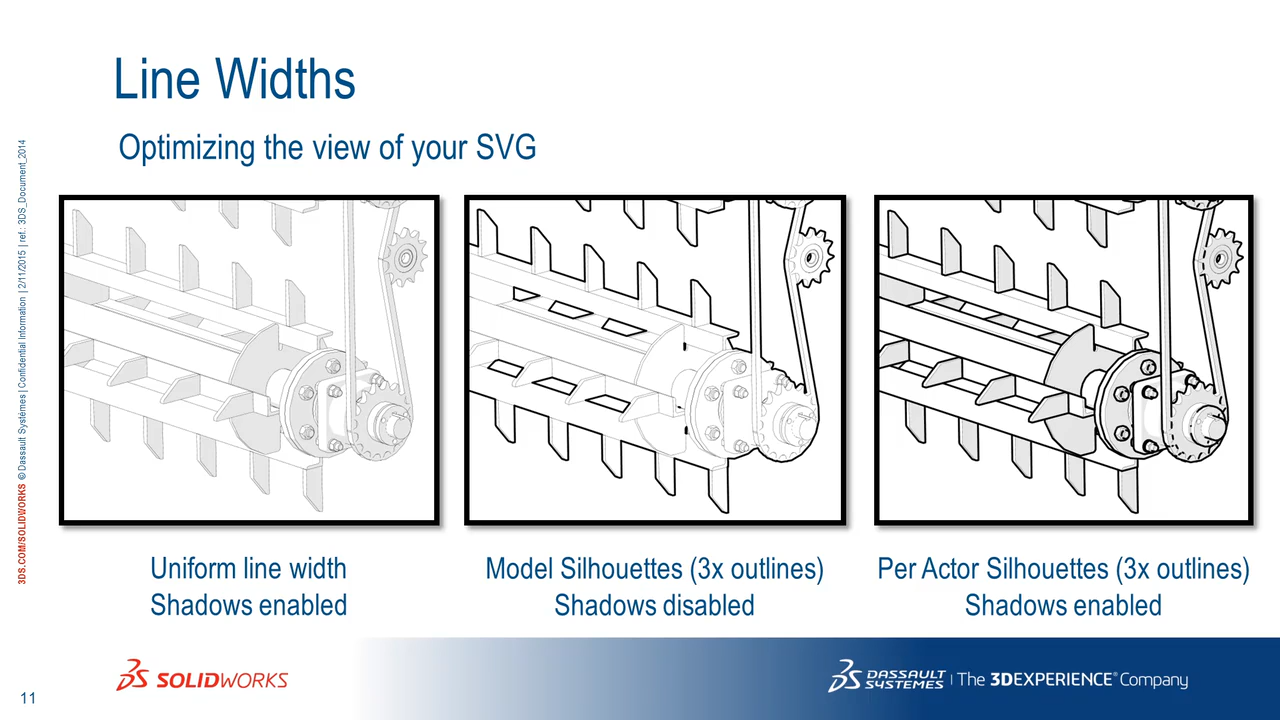 Line Widths
Optimizing the view of your SVG
3DS.COM/SOLIDWORKS © Dassault Systèmes | Confidential Information | 2/11/2015 | ref.: 3DS_Document_2014
Uniform line width
Shadows enabled
Model Silhouettes (3x outlines)
Shadows disabled
Per Actor Silhouettes (3x outlines)
Shadows enabled
SOLIDWORKS
DASSAULT SYSTEMES | The 3DEXPERIENCE® Company
11